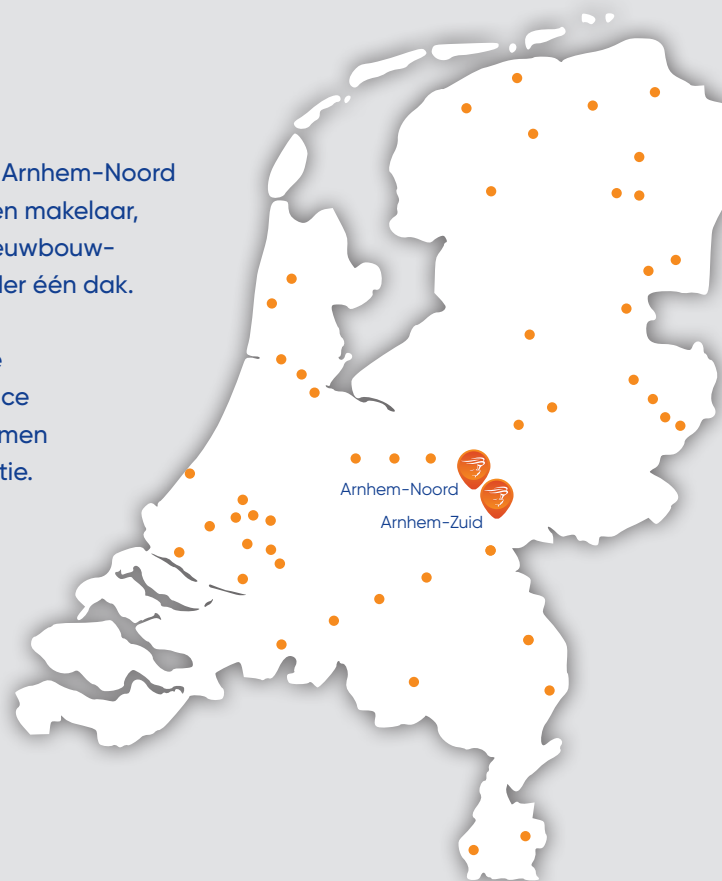 Arnhem-Noord
en makelaar,
euwbouw-
der één dak.
ce
men
tie.
Arnhem-Noord
Arnhem-Zuid